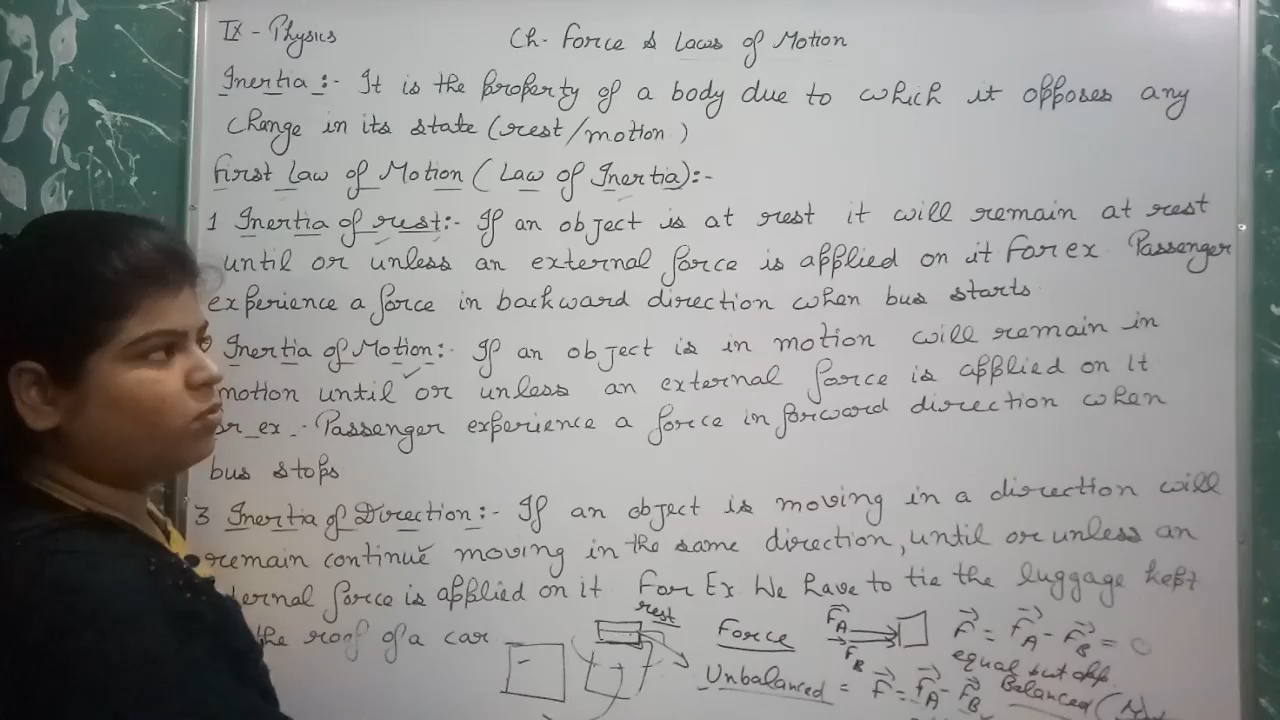 IX - Physics
Ch- Force & Laws of Motion
Inertia :- It is the property of a body due to which it opposes any
change in its state (rest/motion)
First Law of Motion (Law of Inertia):-
1 Inertia of rest:- If an object is at rest it will remain at rest
until or unless an external force is applied on it For ex Passenger
experience a force in backward direction when bus starts
Inertia of Motion:- If an object is in motion will remain in
motion until or unless an external force is applied on it
ex - Passenger experience a force in forward direction when
bus stops
3 Inertia of Direction:- If an object is moving in a direction will
remain continue moving in the same direction, until or unless an
ternal force is applied on it For Ex We have to tie the luggage kept
the roof of a car
rest
Force
F_A
F_B
F = F_A - F_B = 0
equal but opp.
Unbalanced = F = F_A - F_B
Balanced